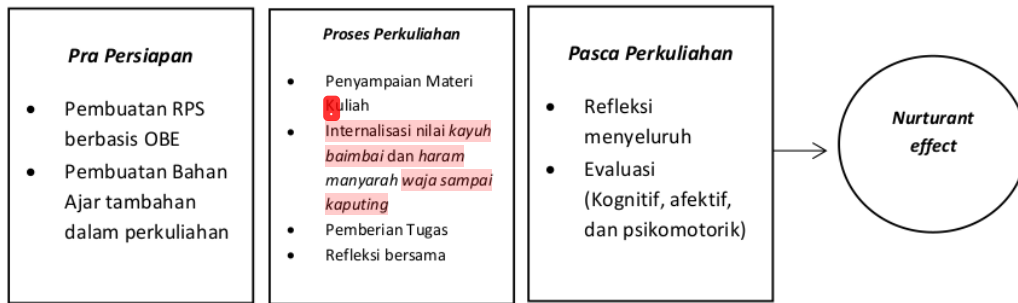 Pra Persiapan
• Pembuatan RPS
berbasis OBE
• Pembuatan Bahan
Ajar tambahan
dalam perkuliahan
Proses Perkuliahan
• Penyampaian Materi
Kuliah
• Internalisasi nilai kayuh
baimbai dan haram
manyarah waja sampai
kaputing
• Pemberian Tugas
• Refleksi bersama
Pasca Perkuliahan
• Refleksi
menyeluruh
• Evaluasi
(Kognitif, afektif,
dan psikomotorik)
Nurturant
effect